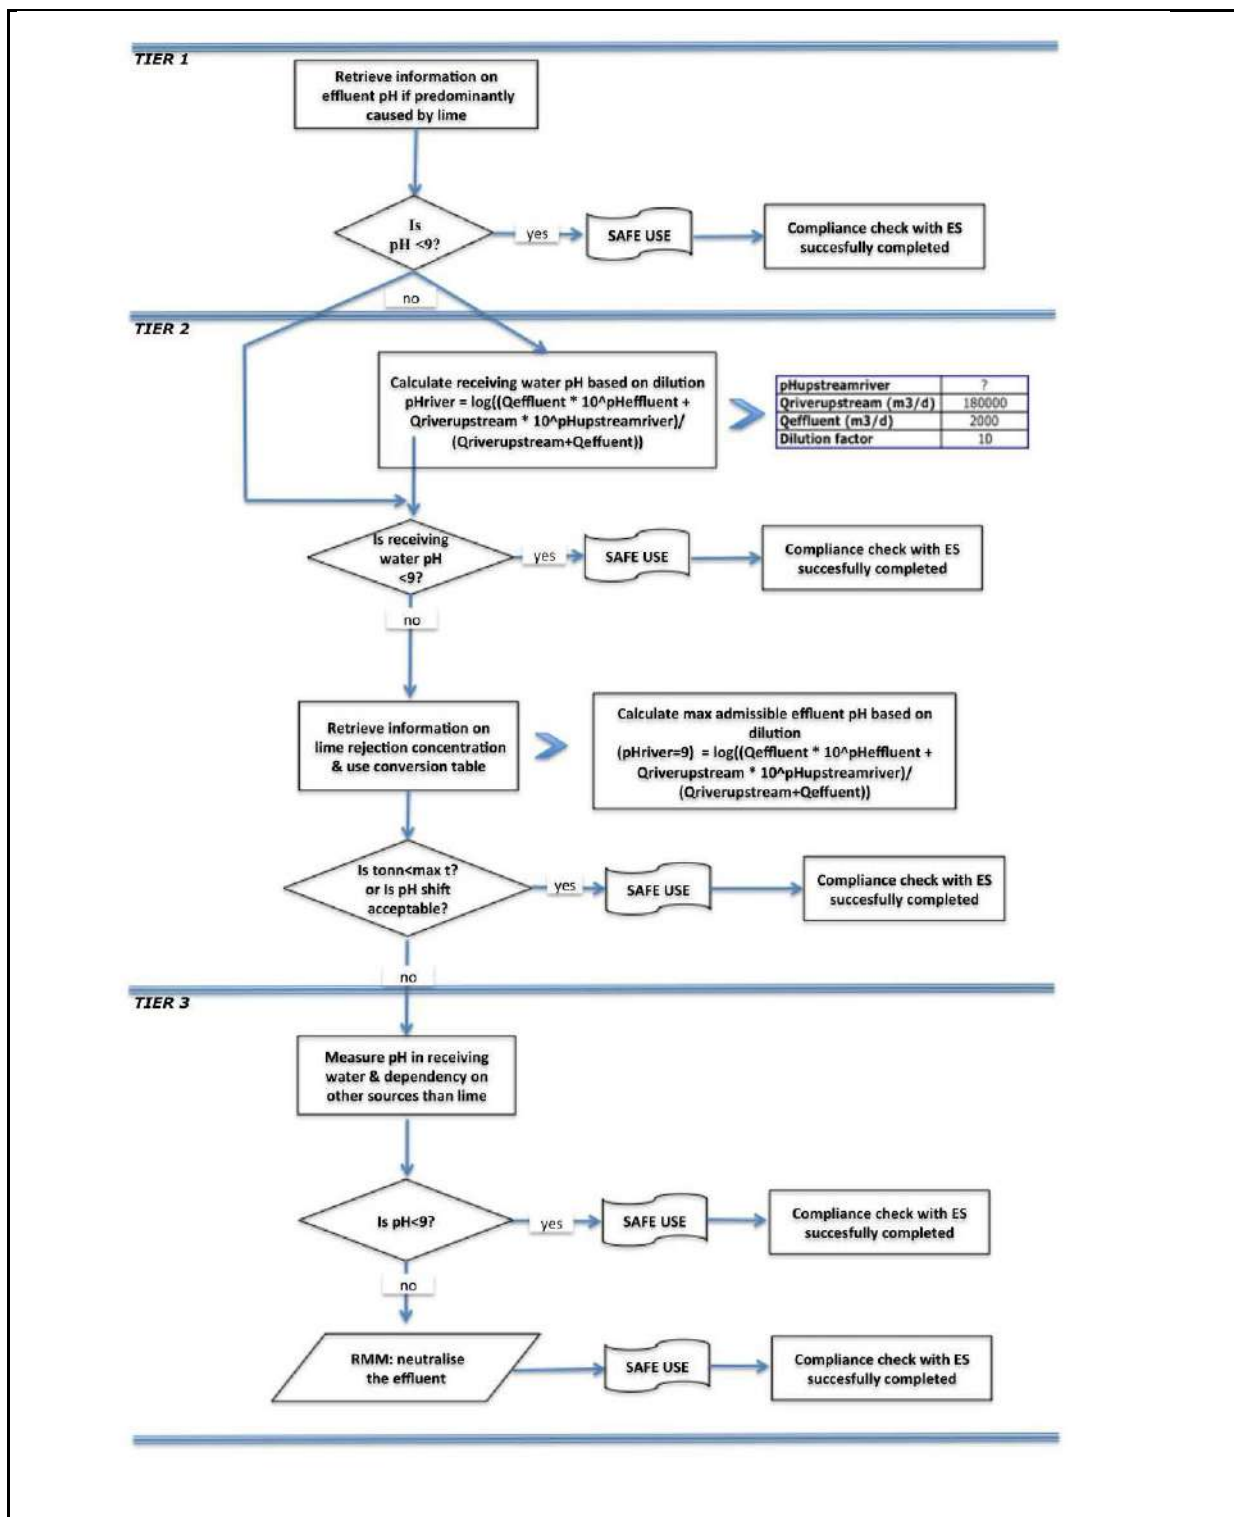 TIER 1
Retrieve information on
effluent pH if predominantly
caused by lime
Is
pH <9?
yes
SAFE USE
Compliance check with ES
succesfully completed
no
TIER 2
Calculate receiving water pH based on dilution
pHriver = log((Qeffluent * 10^pHeffluent +
Qriverupstream * 10^pHupstreamriver)/
(Qriverupstream+Qeffuent))
pHupstreamriver ?
Qriverupstream (m3/d) 180000
Qeffluent (m3/d) 2000
Dilution factor 10
Is receiving
water pH
<9?
yes
SAFE USE
Compliance check with ES
succesfully completed
no
Retrieve information on
lime rejection concentration
& use conversion table
Calculate max admissible effluent pH based on
dilution
(pHriver=9) = log((Qeffluent * 10^pHeffluent +
Qriverupstream * 10^pHupstreamriver)/
(Qriverupstream+Qeffuent))
Is tonn<max t?
or Is pH shift
acceptable?
yes
SAFE USE
Compliance check with ES
succesfully completed
no
TIER 3
Measure pH in receiving
water & dependency on
other sources than lime
Is pH<9?
yes
SAFE USE
Compliance check with ES
succesfully completed
no
RMM: neutralise
the effluent
SAFE USE
Compliance check with ES
succesfully completed